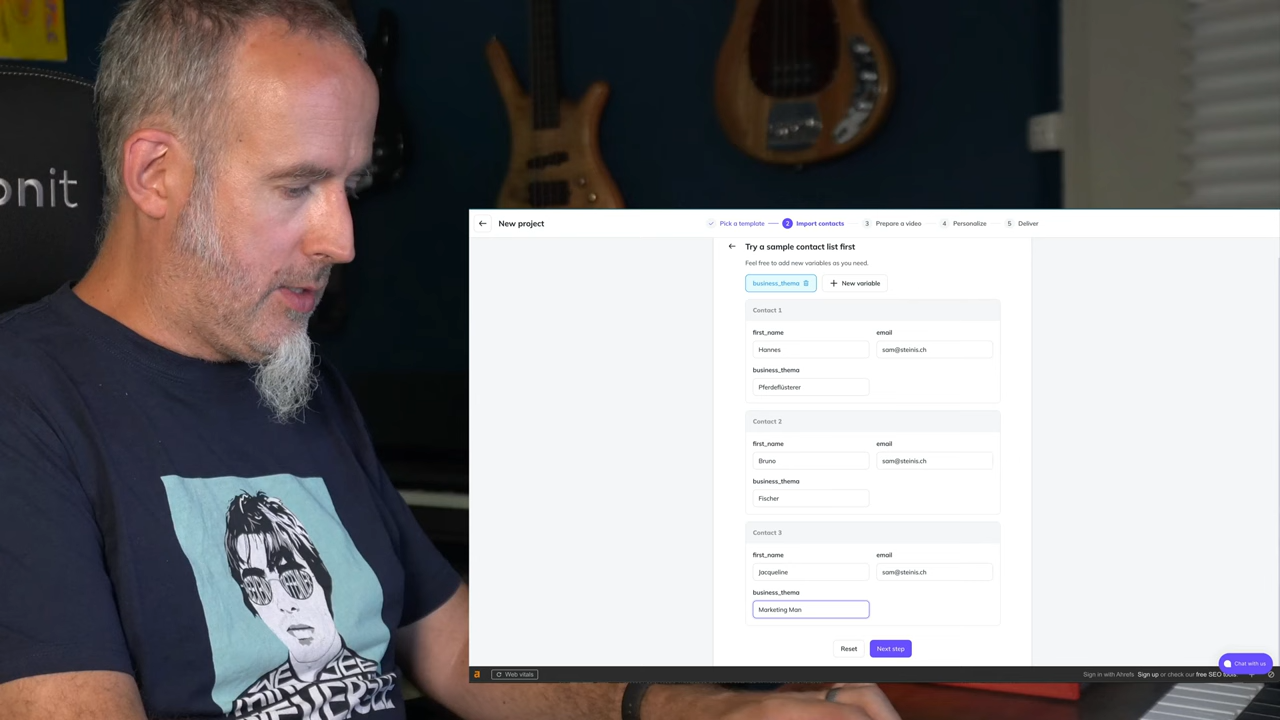 onit
New project
Pick a template
2 Import contacts
3 Prepare a video
4 Personalize
5 Deliver
Try a sample contact list first
Feel free to add new variables as you need.
business_thema
+ New variable
Contact 1
first_name
email
Hannes
sam@steinis.ch
business_thema
Pferdeflüsterer
Contact 2
first_name
email
Bruno
sam@steinis.ch
business_thema
Fischer
Contact 3
first_name
email
Jacqueline
sam@steinis.ch
business_thema
Marketing Man
Reset
Next step
Chat with us
a
Web vitals
Sign in with Ahrefs Sign up or check our free SEO tools